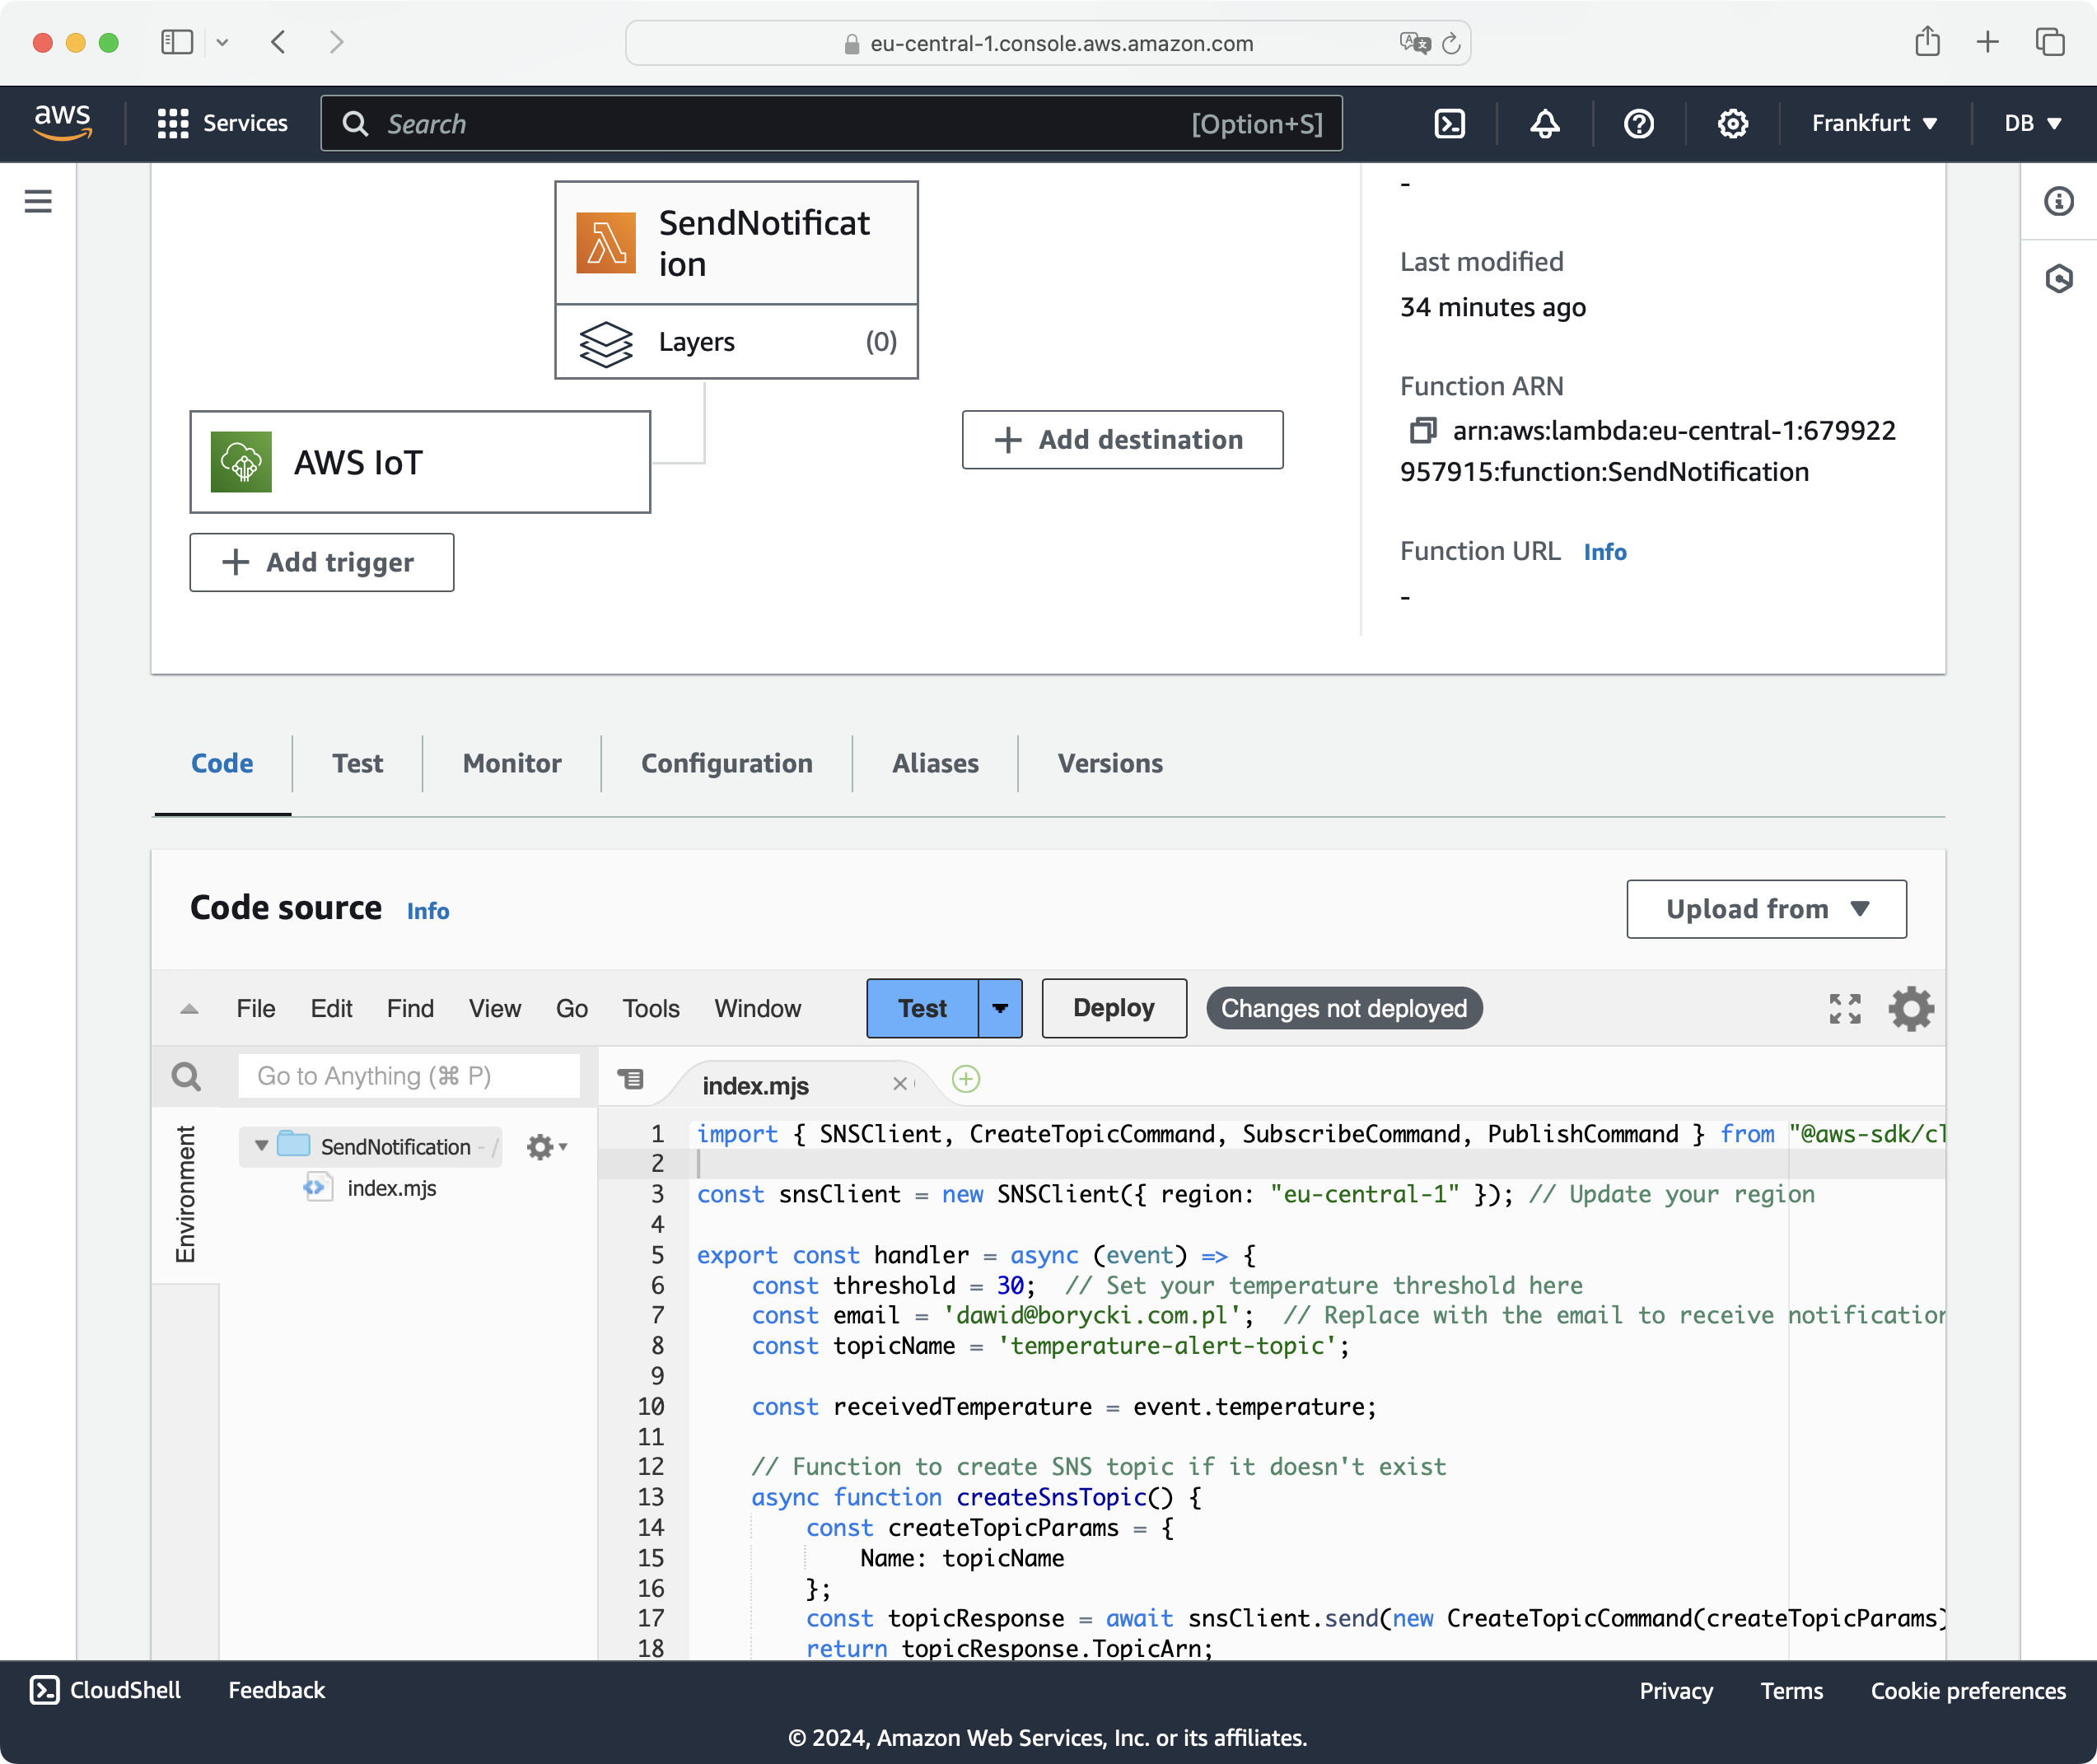 eu-central-1.console.aws.amazon.com
aws
Services
Search
[Option+S]
Frankfurt
DB
SendNotificat
ion
Layers
(0)
AWS IoT
Add trigger
Add destination
-
Last modified
34 minutes ago
Function ARN
arn:aws:lambda:eu-central-1:679922
957915:function:SendNotification
Function URL Info
-
Code
Test
Monitor
Configuration
Aliases
Versions
Code source Info
Upload from
File Edit Find View Go Tools Window
Test
Deploy
Changes not deployed
Go to Anything (⌘ P)
Environment
SendNotification - /
index.mjs
index.mjs
1 import { SNSClient, CreateTopicCommand, SubscribeCommand, PublishCommand } from "@aws-sdk/cl
2
3 const snsClient = new SNSClient({ region: "eu-central-1" }); // Update your region
4
5 export const handler = async (event) => {
6 const threshold = 30; // Set your temperature threshold here
7 const email = 'dawid@borycki.com.pl'; // Replace with the email to receive notification
8 const topicName = 'temperature-alert-topic';
9
10 const receivedTemperature = event.temperature;
11
12 // Function to create SNS topic if it doesn't exist
13 async function createSnsTopic() {
14 const createTopicParams = {
15 Name: topicName
16 };
17 const topicResponse = await snsClient.send(new CreateTopicCommand(createTopicParams)
18 return topicResponse.TopicArn;
CloudShell
Feedback
Privacy
Terms
Cookie preferences
© 2024, Amazon Web Services, Inc. or its affiliates.